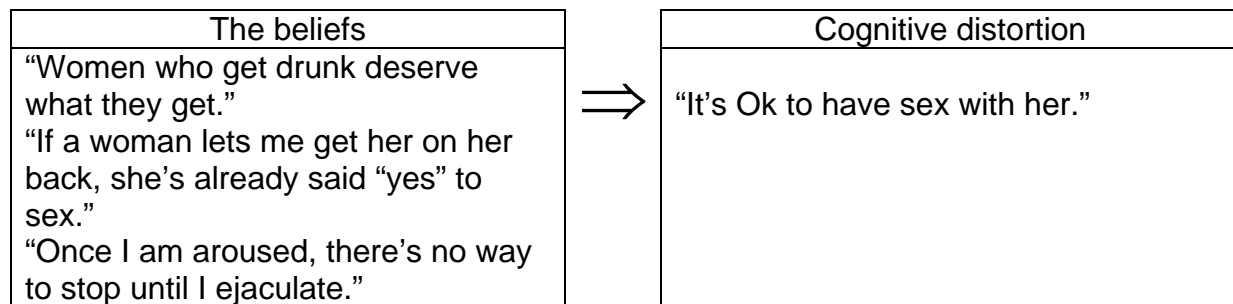 The beliefs
“Women who get drunk deserve
what they get.”
“If a woman lets me get her on her
back, she’s already said “yes” to
sex.”
“Once I am aroused, there’s no way
to stop until I ejaculate.”
Cognitive distortion
“It’s Ok to have sex with her.”